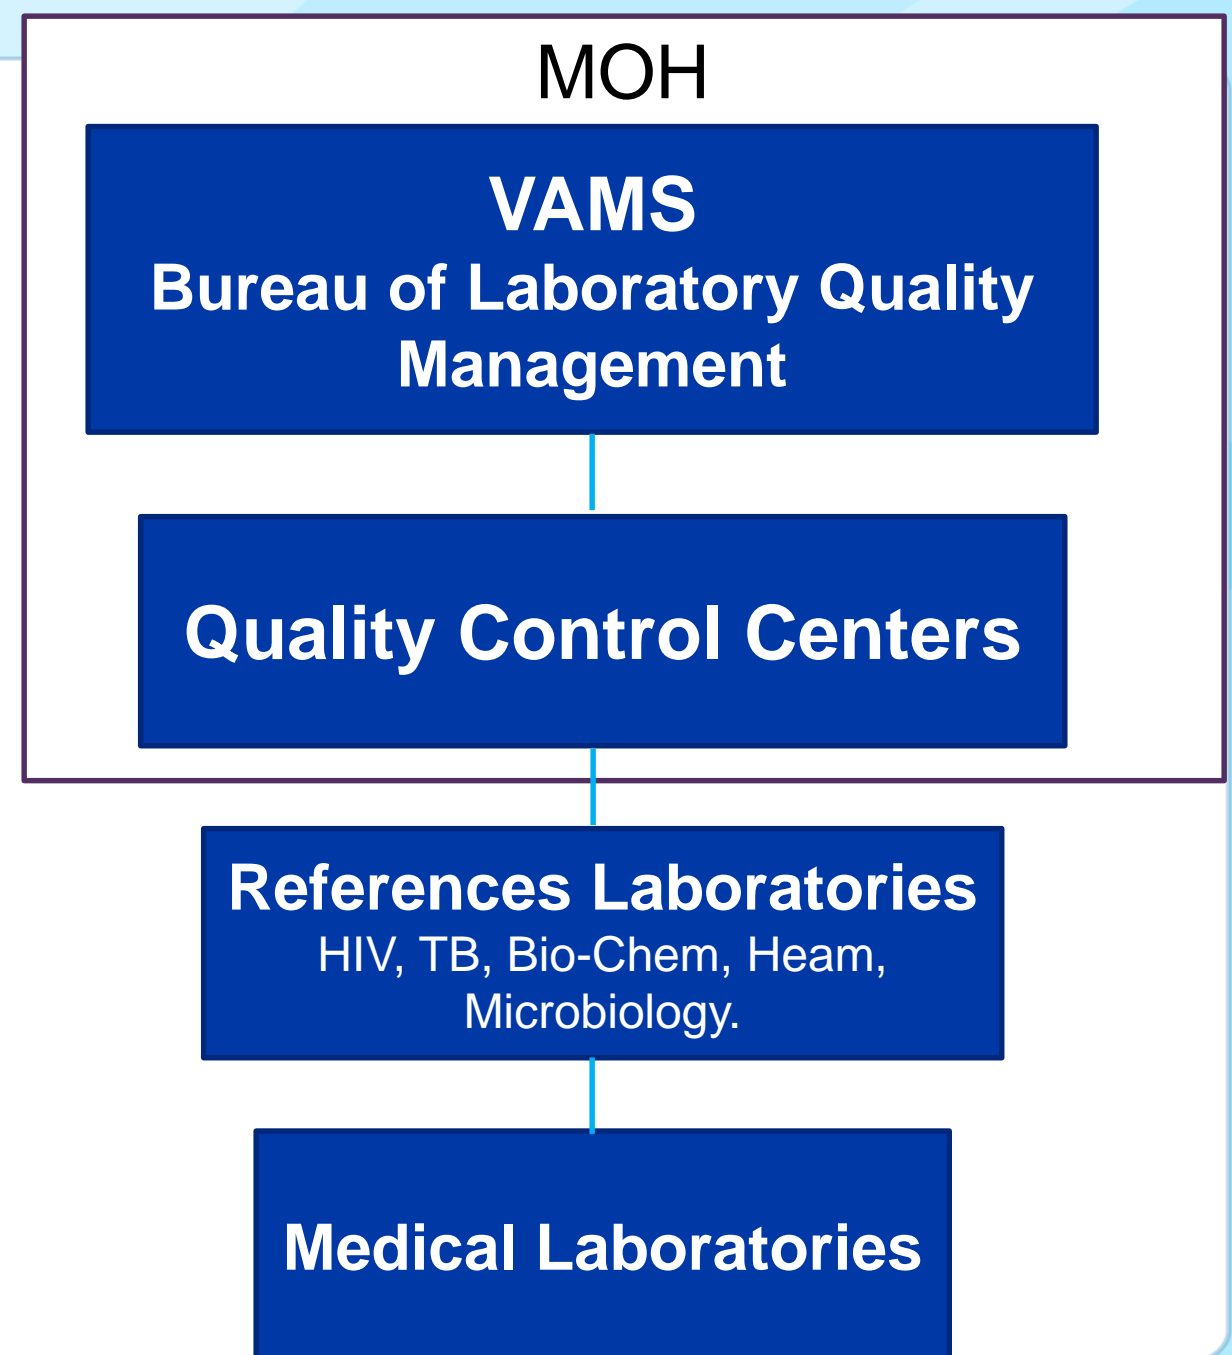 MOH
VAMS
Bureau of Laboratory Quality
Management
Quality Control Centers
References Laboratories
HIV, TB, Bio-Chem, Heam,
Microbiology.
Medical Laboratories